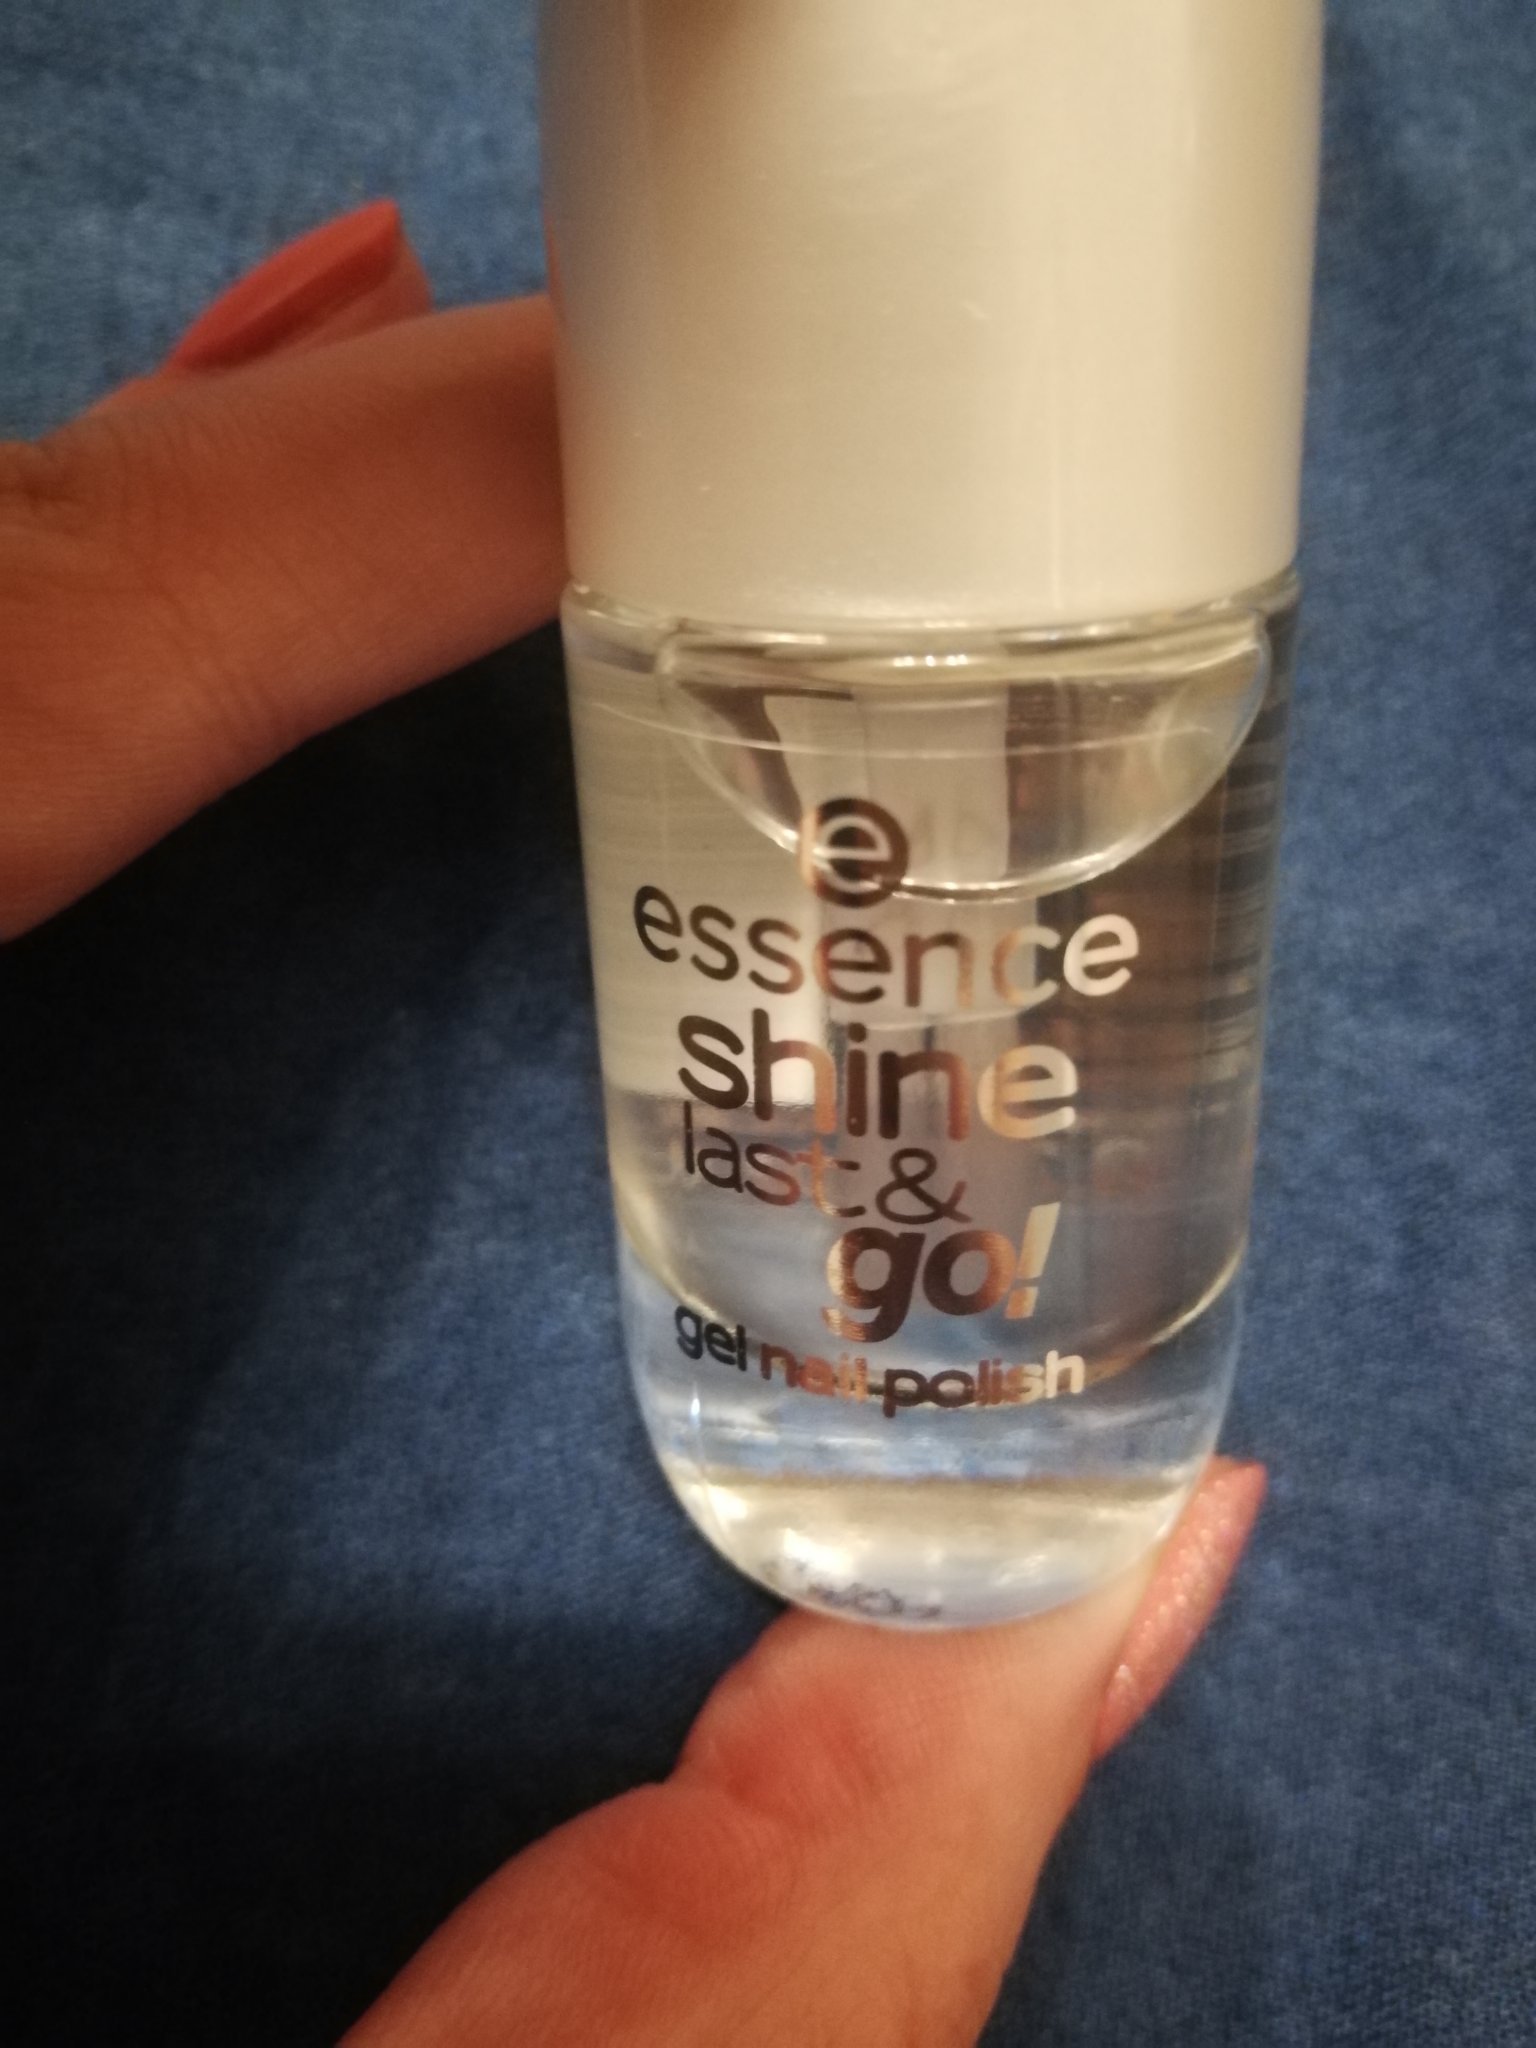 e
essence
shine
last &
go!
gel nail polish